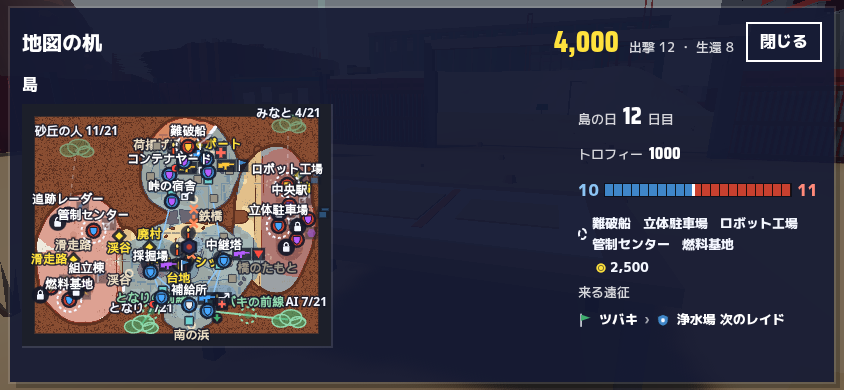 地図の机
4,000 出撃 12 · 生還 8
閉じる
島
みなと 4/21
砂丘の人 11/21
難破船
コンテナヤード
ロボット工場
峠の宿舎
中央駅
追跡レーダー
管制センター
立体駐車場
鉄橋
廃村
滑走路
渓谷
中継塔
採掘場
滑走路
組立棟
橋のたもと
台地
燃料基地
渓谷
補給所
AI 7/21
南の浜
島の日 12 日目
トロフィー 1000
10 11
難破船 立体駐車場 ロボット工場
管制センター 燃料基地
2,500
来る遠征
ツバキ › 浄水場 次のレイド